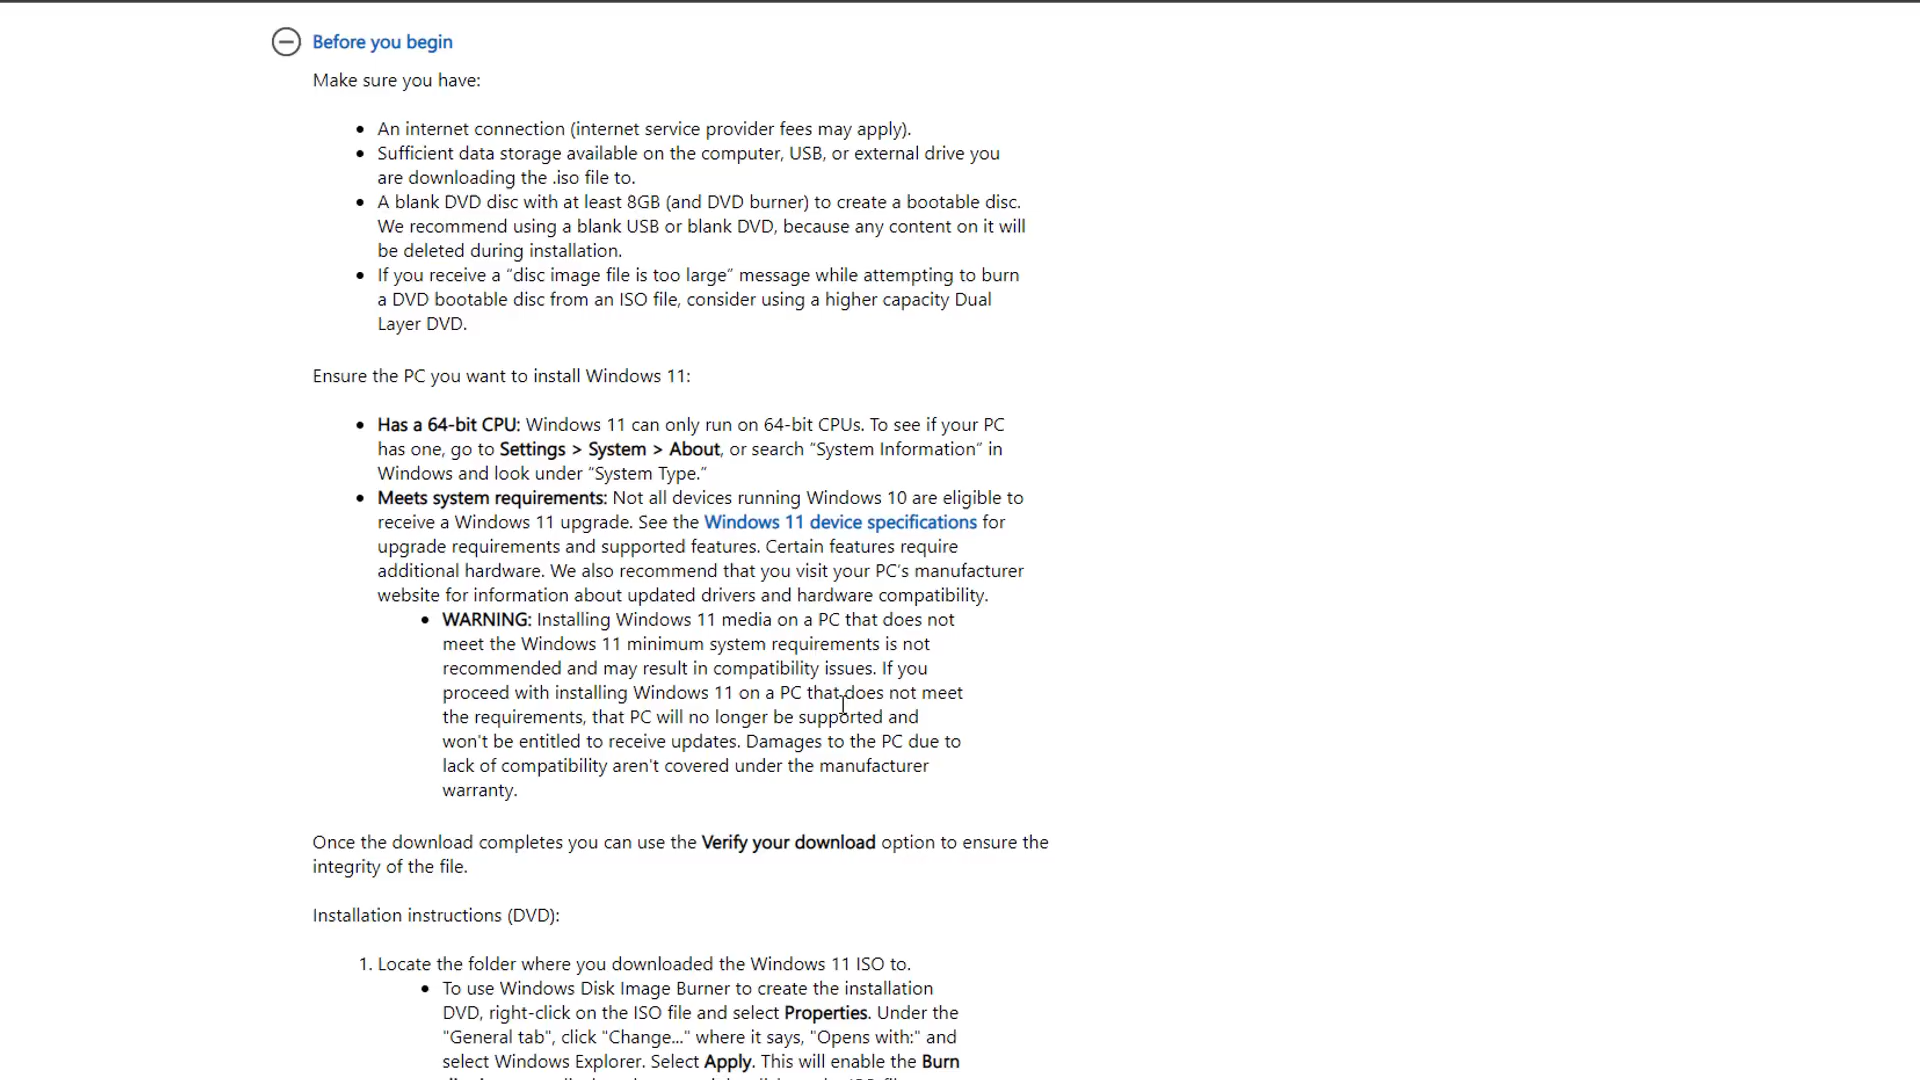 Before you begin
Make sure you have:
• An internet connection (internet service provider fees may apply).
• Sufficient data storage available on the computer, USB, or external drive you
are downloading the .iso file to.
• A blank DVD disc with at least 8GB (and DVD burner) to create a bootable disc.
We recommend using a blank USB or blank DVD, because any content on it will
be deleted during installation.
• If you receive a “disc image file is too large” message while attempting to burn
a DVD bootable disc from an ISO file, consider using a higher capacity Dual
Layer DVD.
Ensure the PC you want to install Windows 11:
• Has a 64-bit CPU: Windows 11 can only run on 64-bit CPUs. To see if your PC
has one, go to Settings > System > About, or search “System Information” in
Windows and look under “System Type.”
• Meets system requirements: Not all devices running Windows 10 are eligible to
receive a Windows 11 upgrade. See the Windows 11 device specifications for
upgrade requirements and supported features. Certain features require
additional hardware. We also recommend that you visit your PC's manufacturer
website for information about updated drivers and hardware compatibility.
• WARNING: Installing Windows 11 media on a PC that does not
meet the Windows 11 minimum system requirements is not
recommended and may result in compatibility issues. If you
proceed with installing Windows 11 on a PC that does not meet
the requirements, that PC will no longer be supported and
won't be entitled to receive updates. Damages to the PC due to
lack of compatibility aren't covered under the manufacturer
warranty.
Once the download completes you can use the Verify your download option to ensure the
integrity of the file.
Installation instructions (DVD):
1. Locate the folder where you downloaded the Windows 11 ISO to.
• To use Windows Disk Image Burner to create the installation
DVD, right-click on the ISO file and select Properties. Under the
"General tab", click "Change…" where it says, "Opens with:" and
select Windows Explorer. Select Apply. This will enable the Burn